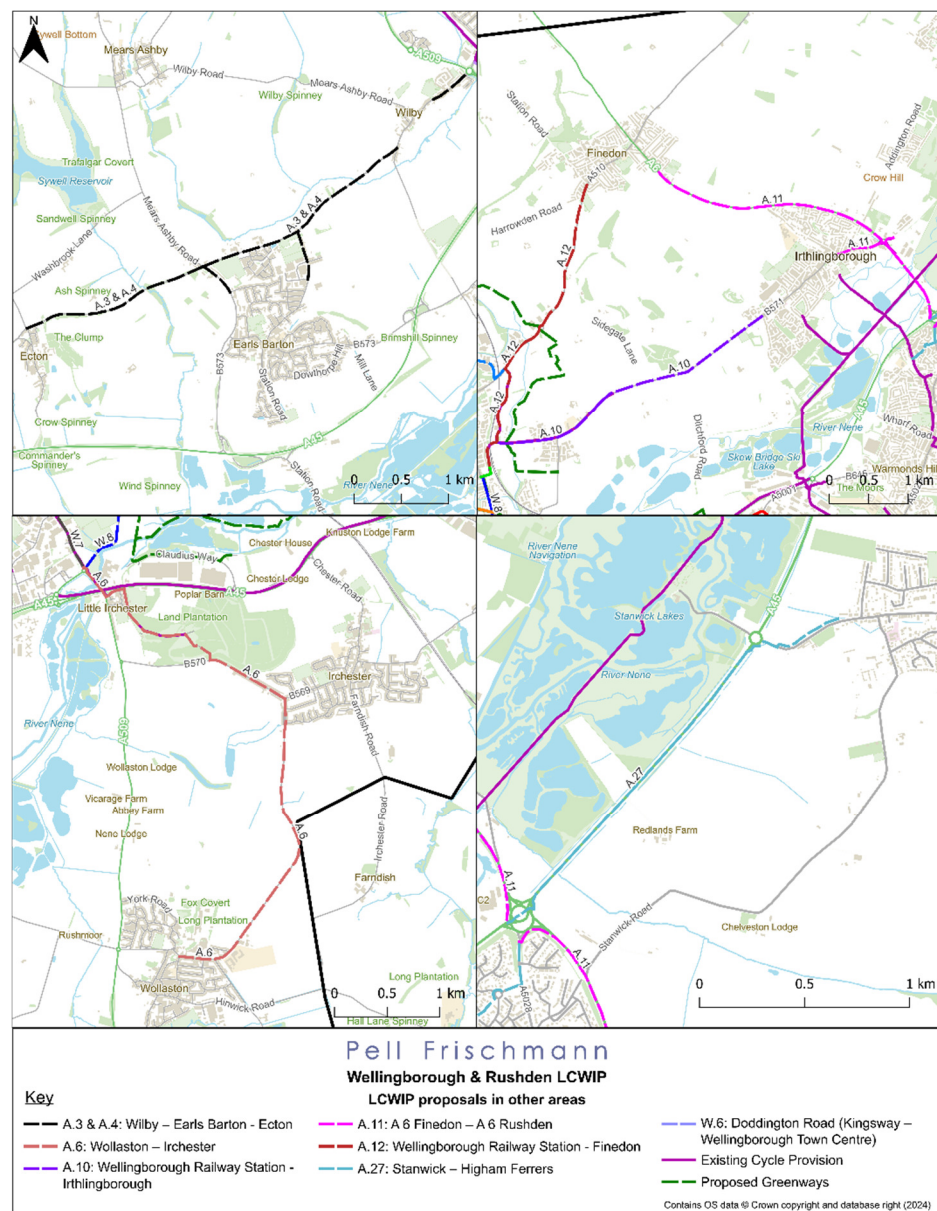 N
Sywell Bottom
Mears Ashby
Wilby Road
Mears Ashby Road
Wilby Spinney
A509
Wilby
Trafalgar Covert
Sywell Reservoir
Sandwell Spinney
Washbrook Lane
Mears Ashby Road
A.3 & A.4
Ash Spinney
A.3 & A.4
The Clump
Ecton
Earls Barton
B573
B573
Dowthorpe Hill
Mill Lane
Station Road
Brimshill Spinney
Crow Spinney
A45
Commander's
Spinney
Wind Spinney
Station Road
River Nene
0 0.5 1 km
Station Road
Finedon
A6
A510
Harrowden Road
A.11
Addington Road
Crow Hill
A.11
Irthlingborough
A.12
B571
Sidegate Lane
A.12
A.10
A.12
A.10
Ditchford Road
River Nene
A45
Wharf Road
Skew Bridge Ski
Lake
Warmonds Hill
W.8
A5001
B645
The Moors
A5028
0 0.5 1 km
W.7
W.8
Claudius Way
Chester House
Knuston Lodge Farm
A.6
Chester Lodge
Chester Road
A45
Poplar Barn
A45
Little Irchester
Land Plantation
B570
A.6
Irchester
B569
River Nene
A509
Farndish Road
Wollaston Lodge
Vicarage Farm
Abbey Farm
Nene Lodge
A.6
Irchester Road
Farndish
York Road
Fox Covert
Long Plantation
Rushmoor
A.6
Wollaston
Hinwick Road
Long Plantation
0 0.5 1 km
Hall Lane Spinney
River Nene
Navigation
Stanwick Lakes
A45
River Nene
A.27
Redlands Farm
A.11
C2
Stanwick Road
Chelveston Lodge
A.11
A5028
0 0.5 1 km
Pell Frischmann
Wellingborough & Rushden LCWIP
LCWIP proposals in other areas
Key
A.3 & A.4: Wilby – Earls Barton - Ecton
A.6: Wollaston – Irchester
A.10: Wellingborough Railway Station -
Irthlingborough
A.11: A 6 Finedon – A 6 Rushden
A.12: Wellingborough Railway Station - Finedon
A.27: Stanwick – Higham Ferrers
W.6: Doddington Road (Kingsway –
Wellingborough Town Centre)
Existing Cycle Provision
Proposed Greenways
Contains OS data © Crown copyright and database right (2024)